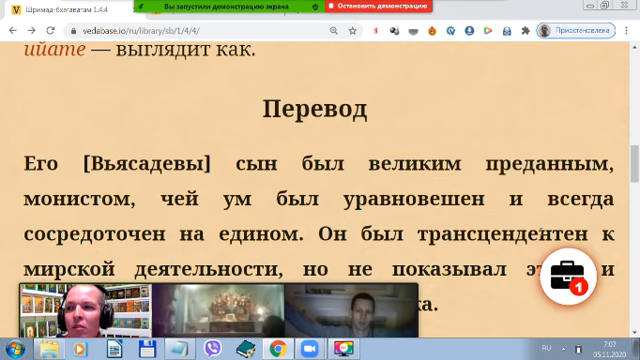 Шримад-бхагаватам 1.4.4
Вы запустили демонстрацию экрана
Остановить демонстрацию
vedabase.io/ru/library/sb/1/4/4/
Приостановлена
ийате — выглядит как.
Перевод
Его [Вьясадевы] сын был великим преданным,
монистом, чей ум был уравновешен и всегда
сосредоточен на едином. Он был трансцендентен к
мирской деятельности, но не показывал и
1
RU
7:07
05.11.2020